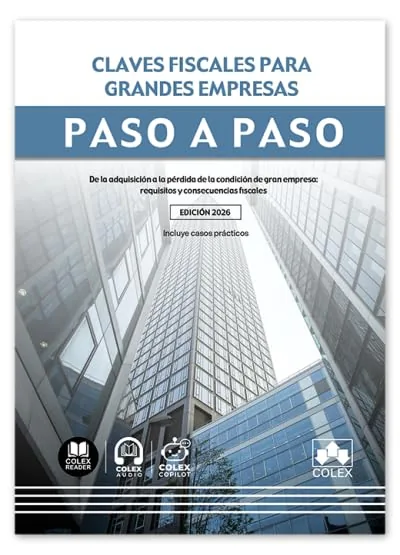 CLAVES FISCALES PARA
GRANDES EMPRESAS
PASO A PASO
De la adquisición a la pérdida de la condición de gran empresa:
requisitos y consecuencias fiscales
EDICIÓN 2026
Incluye casos prácticos
COLEX
READER
COLEX
AUDIO
COLEX
COPILOT
COLEX